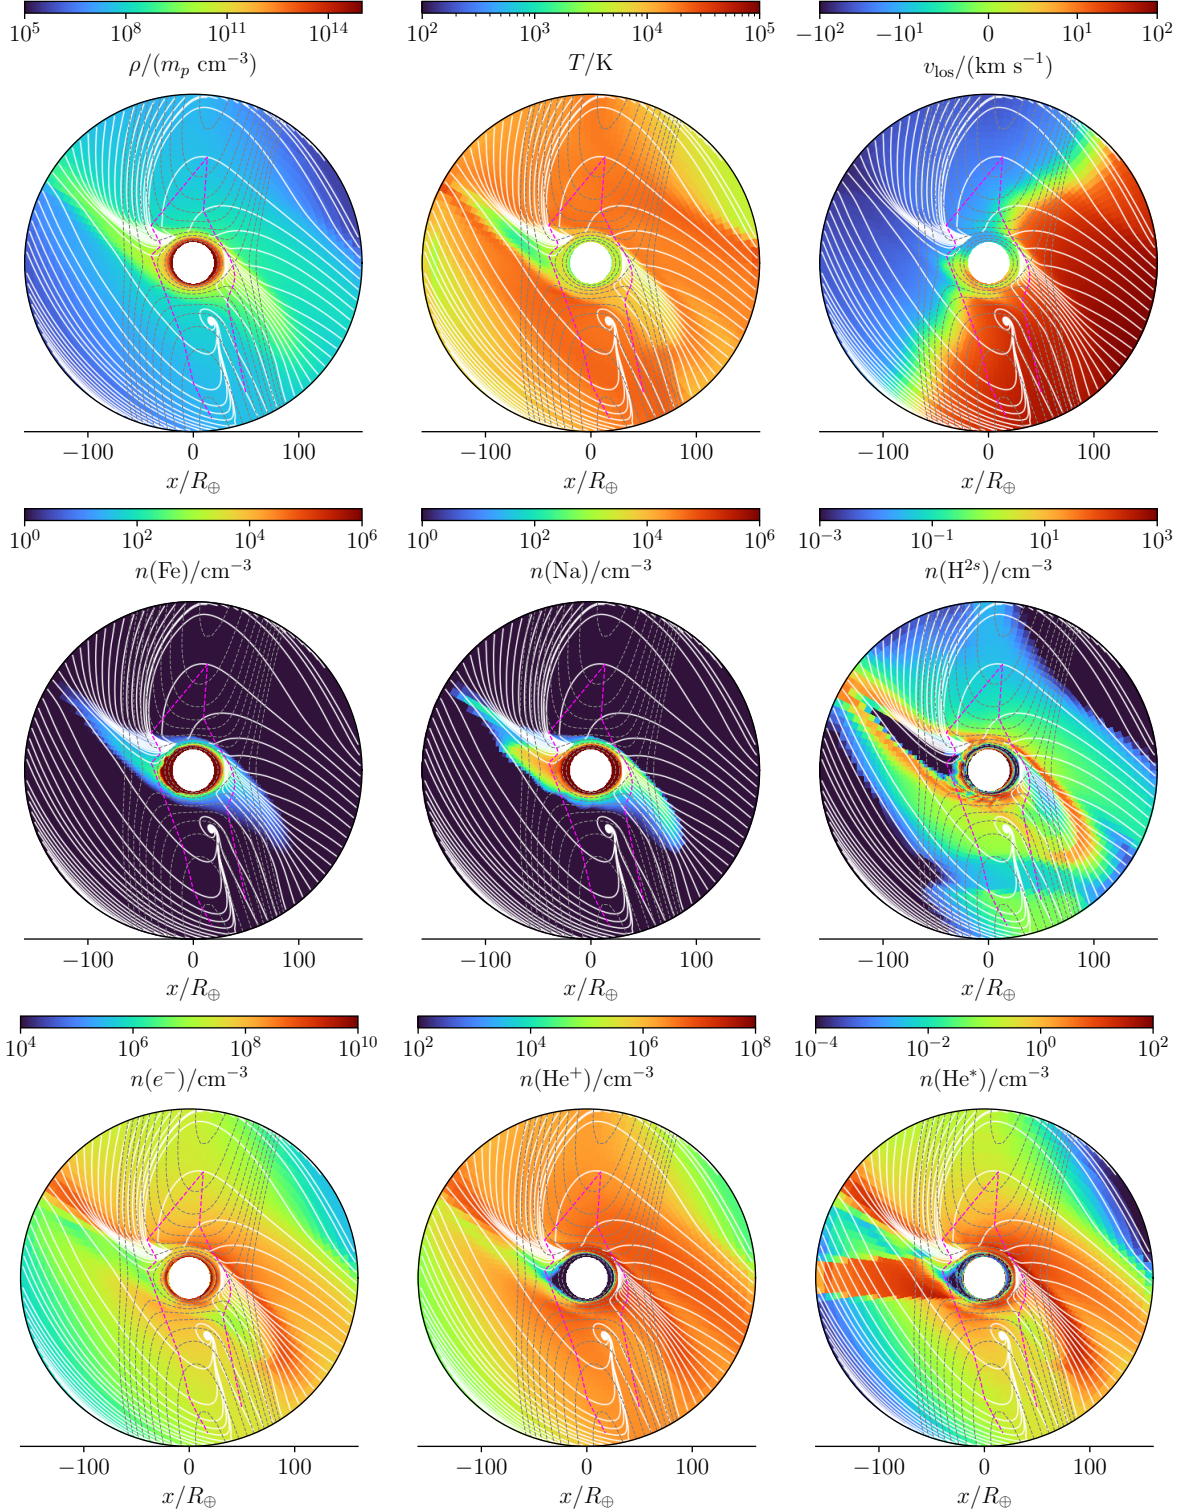 10^5 10^8 10^11 10^14
ρ/(m_p cm^−3)
10^2 10^3 10^4 10^5
T/K
−10^2 −10^1 0 10^1 10^2
v_los/(km s^−1)
−100 0 100
x/R_⊕
−100 0 100
x/R_⊕
−100 0 100
x/R_⊕
10^0 10^2 10^4 10^6
n(Fe)/cm^−3
10^0 10^2 10^4 10^6
n(Na)/cm^−3
10^−3 10^−1 10^1 10^3
n(H^2s)/cm^−3
−100 0 100
x/R_⊕
−100 0 100
x/R_⊕
−100 0 100
x/R_⊕
10^4 10^6 10^8 10^10
n(e^−)/cm^−3
10^2 10^4 10^6 10^8
n(He^+)/cm^−3
10^−4 10^−2 10^0 10^2
n(He^*)/cm^−3
−100 0 100
x/R_⊕
−100 0 100
x/R_⊕
−100 0 100
x/R_⊕